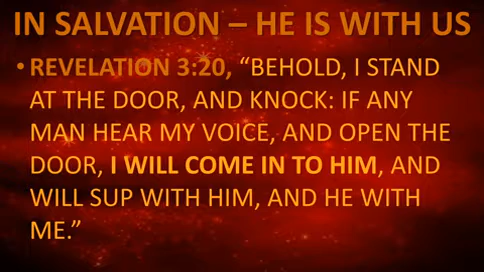 IN SALVATION – HE IS WITH US
• REVELATION 3:20, “BEHOLD, I STAND
AT THE DOOR, AND KNOCK: IF ANY
MAN HEAR MY VOICE, AND OPEN THE
DOOR, I WILL COME IN TO HIM, AND
WILL SUP WITH HIM, AND HE WITH
ME.”